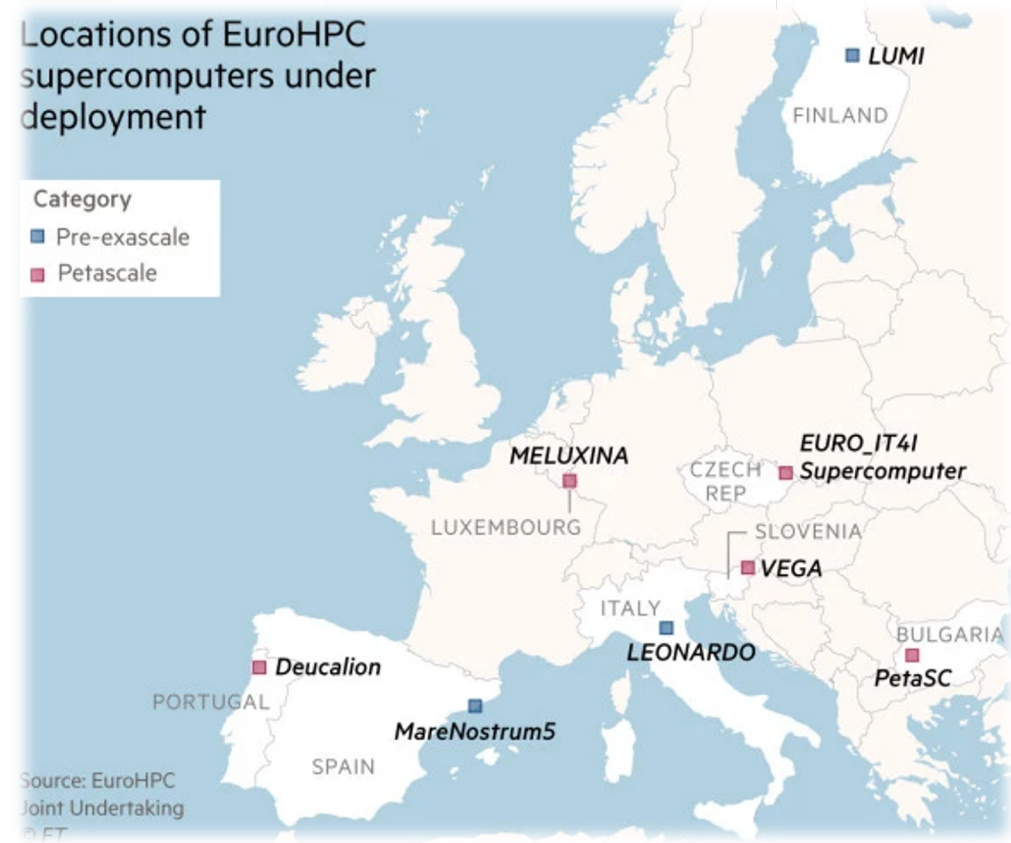 Locations of EuroHPC
supercomputers under
deployment
Category
Pre-exascale
Petascale
LUMI
FINLAND
MELUXINA
LUXEMBOURG
EURO_IT4I
Supercomputer
CZECH
REP
SLOVENIA
VEGA
ITALY
LEONARDO
BULGARIA
PetaSC
Deucalion
PORTUGAL
MareNostrum5
SPAIN
Source: EuroHPC
Joint Undertaking
© FT